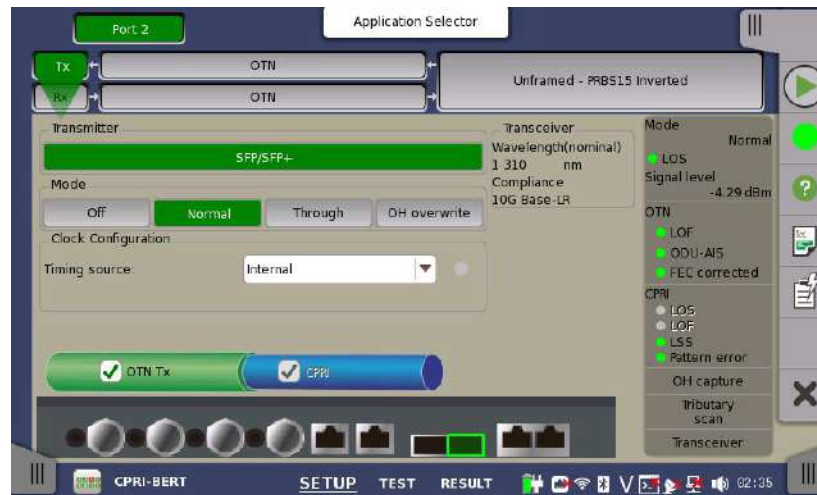 Port 2
Application Selector
Tx
OTN
Unframed - PRBS15 Inverted
Rx
OTN
Transmitter
SFP/SFP+
Mode
Off
Normal
Through
OH overwrite
Clock Configuration
Timing source
Internal
Transceiver
Wavelength(nominal)
1 310 nm
Compliance
10G Base-LR
Mode
Normal
LOS
Signal level
-4.29 dBm
OTN
LOF
ODU-AIS
FEC corrected
CPRI
LOS
LOF
LSS
Pattern error
OH capture
Tributary
scan
Transceiver
OTN Tx
CPRI
CPRI-BERT
SETUP
TEST
RESULT
V
02:35